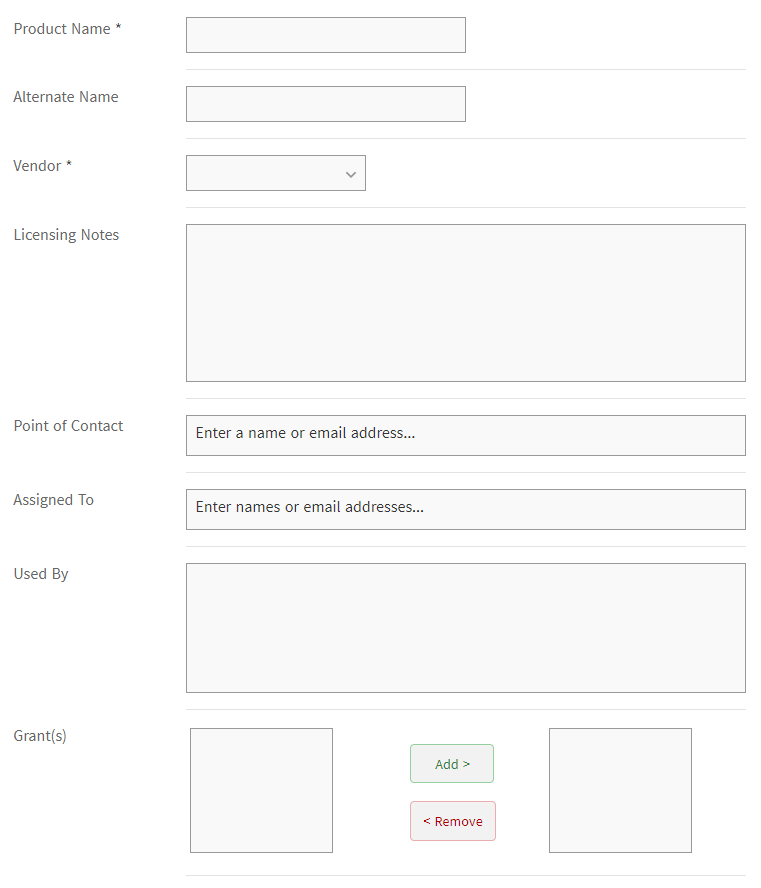 Product Name *
Alternate Name
Vendor *
Licensing Notes
Point of Contact
Enter a name or email address...
Assigned To
Enter names or email addresses...
Used By
Grant(s)
Add >
< Remove